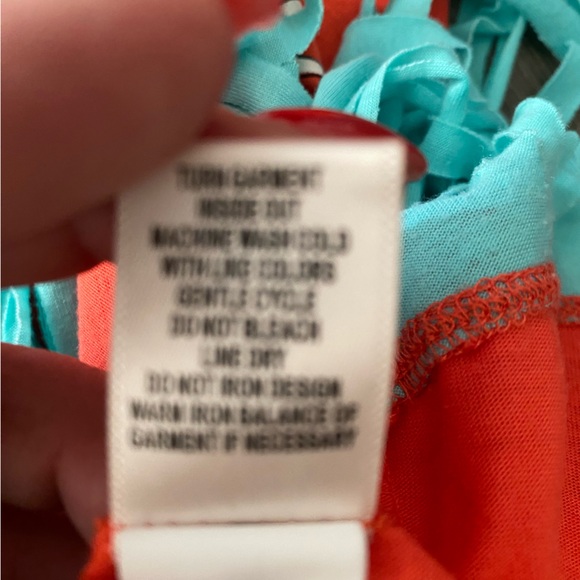 TURN GARMENT
INSIDE OUT
MACHINE WASH COLD
WITH LIKE COLORS
GENTLE CYCLE
DO NOT BLEACH
LINE DRY
DO NOT IRON DESIGN
WARM IRON BALANCE OF
GARMENT IF NECESSARY